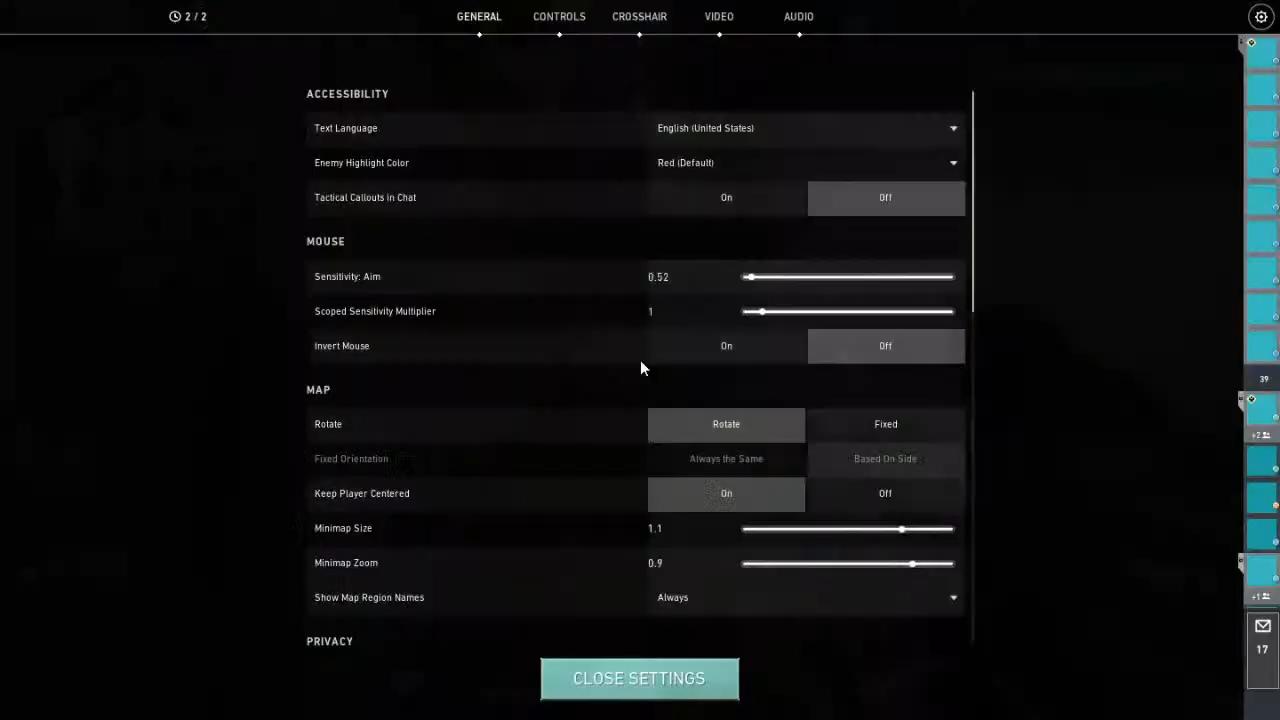 2 / 2
GENERAL CONTROLS CROSSHAIR VIDEO AUDIO
ACCESSIBILITY
Text Language English (United States)
Enemy Highlight Color Red (Default)
Tactical Callouts in Chat On Off
MOUSE
Sensitivity: Aim 0.52
Scoped Sensitivity Multiplier 1
Invert Mouse On Off
MAP
Rotate Rotate Fixed
Fixed Orientation Always the Same Based On Side
Keep Player Centered On Off
Minimap Size 1.1
Minimap Zoom 0.9
Show Map Region Names Always
PRIVACY
CLOSE SETTINGS
39
+2
+1
17